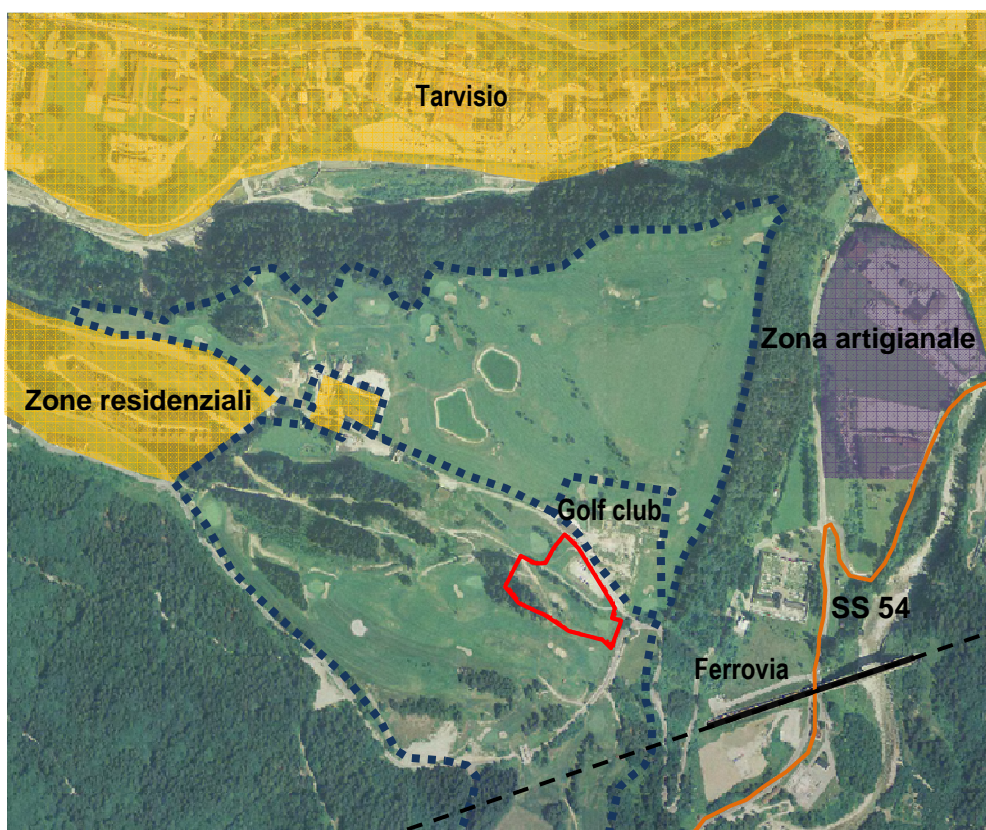 Tarvisio
Zona artigianale
Zone residenziali
Golf club
SS 54
Ferrovia